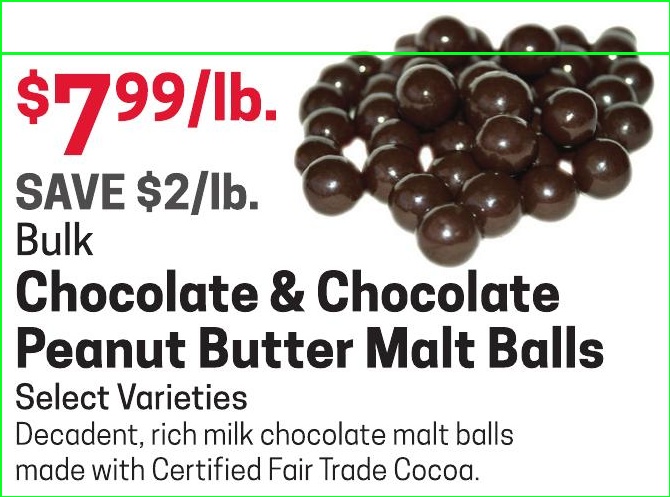 $7.99/lb.
SAVE $2/lb.
Bulk
Chocolate & Chocolate
Peanut Butter Malt Balls
Select Varieties
Decadent, rich milk chocolate malt balls
made with Certified Fair Trade Cocoa.